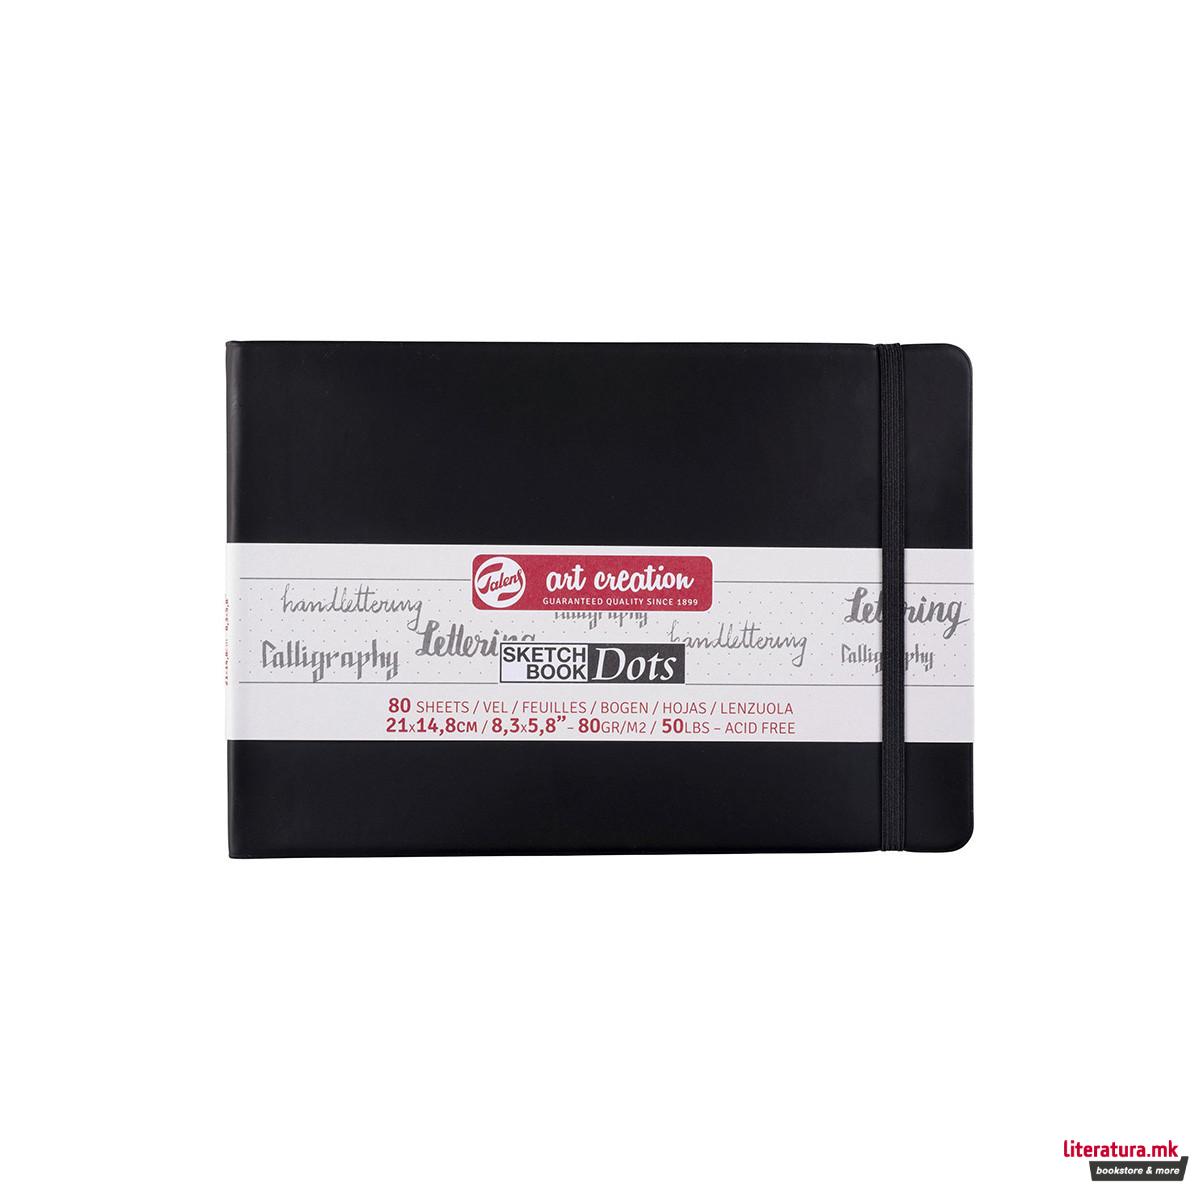 Talens
art creation
GUARANTEED QUALITY SINCE 1899
handlettering
calligraphy
Lettering
Lettering
handlettering
Calligraphy
Calligraphy
SKETCH
BOOK Dots
80 SHEETS / VEL / FEUILLES / BOGEN / HOJAS / LENZUOLA
21x14,8CM / 8,3x5,8” – 80GR/M2 / 50LBS – ACID FREE
literatura.mk
bookstore & more